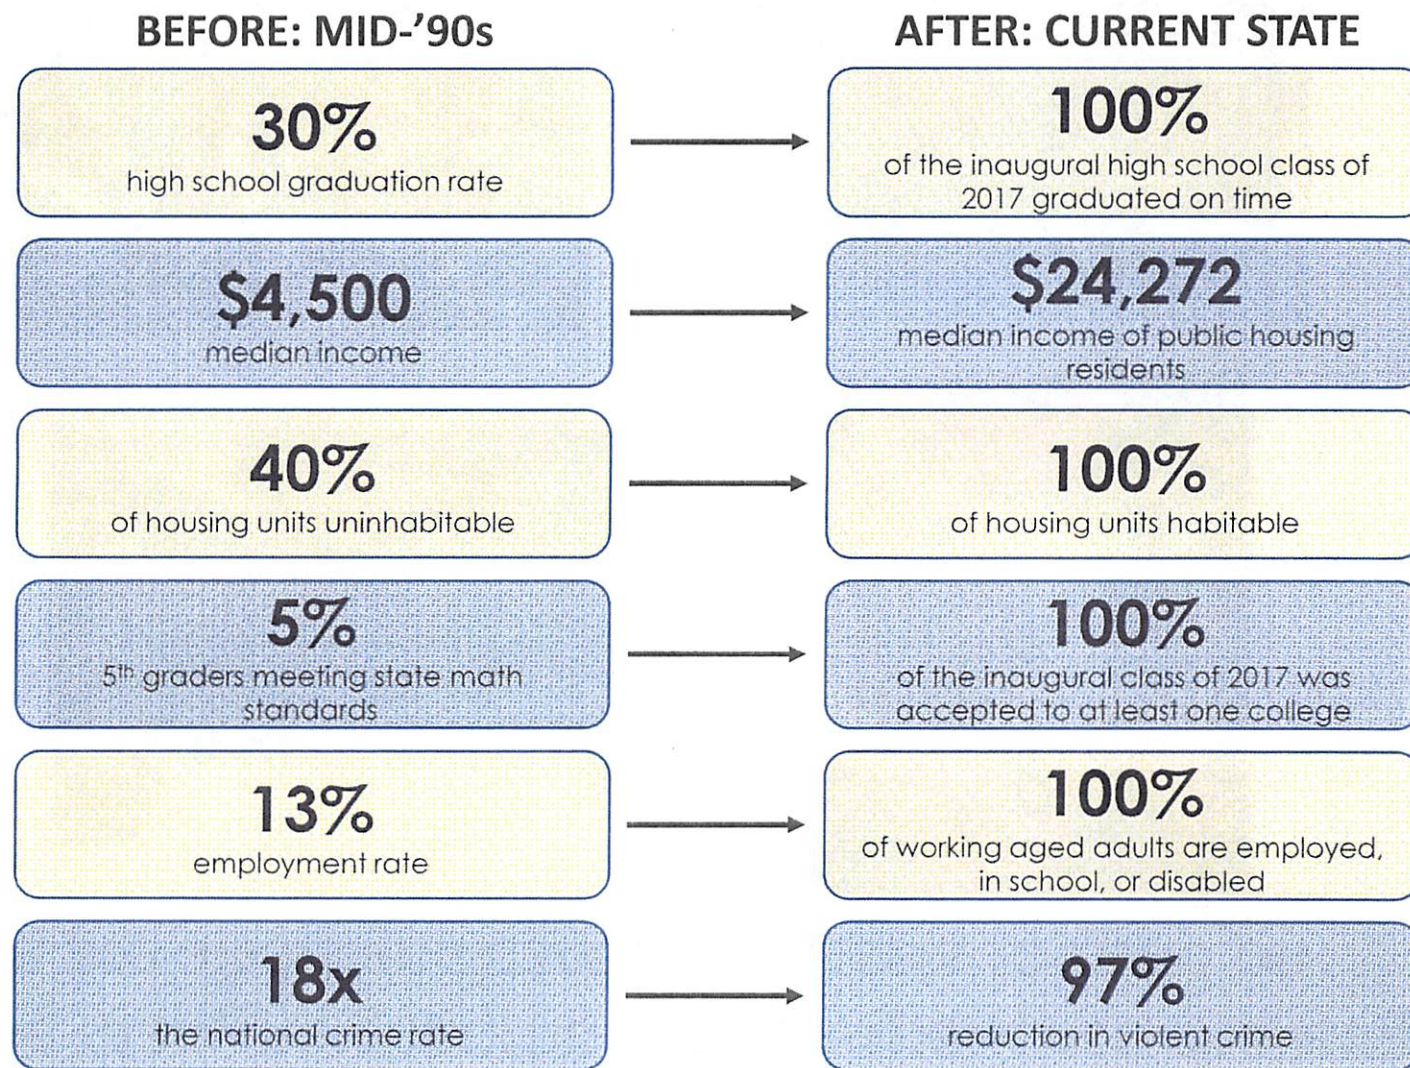 BEFORE: MID-'90s
AFTER: CURRENT STATE
30%
high school graduation rate
100%
of the inaugural high school class of
2017 graduated on time
$4,500
median income
$24,272
median income of public housing
residents
40%
of housing units uninhabitable
100%
of housing units habitable
5%
5th graders meeting state math
standards
100%
of the inaugural class of 2017 was
accepted to at least one college
13%
employment rate
100%
of working aged adults are employed,
in school, or disabled
18x
the national crime rate
97%
reduction in violent crime